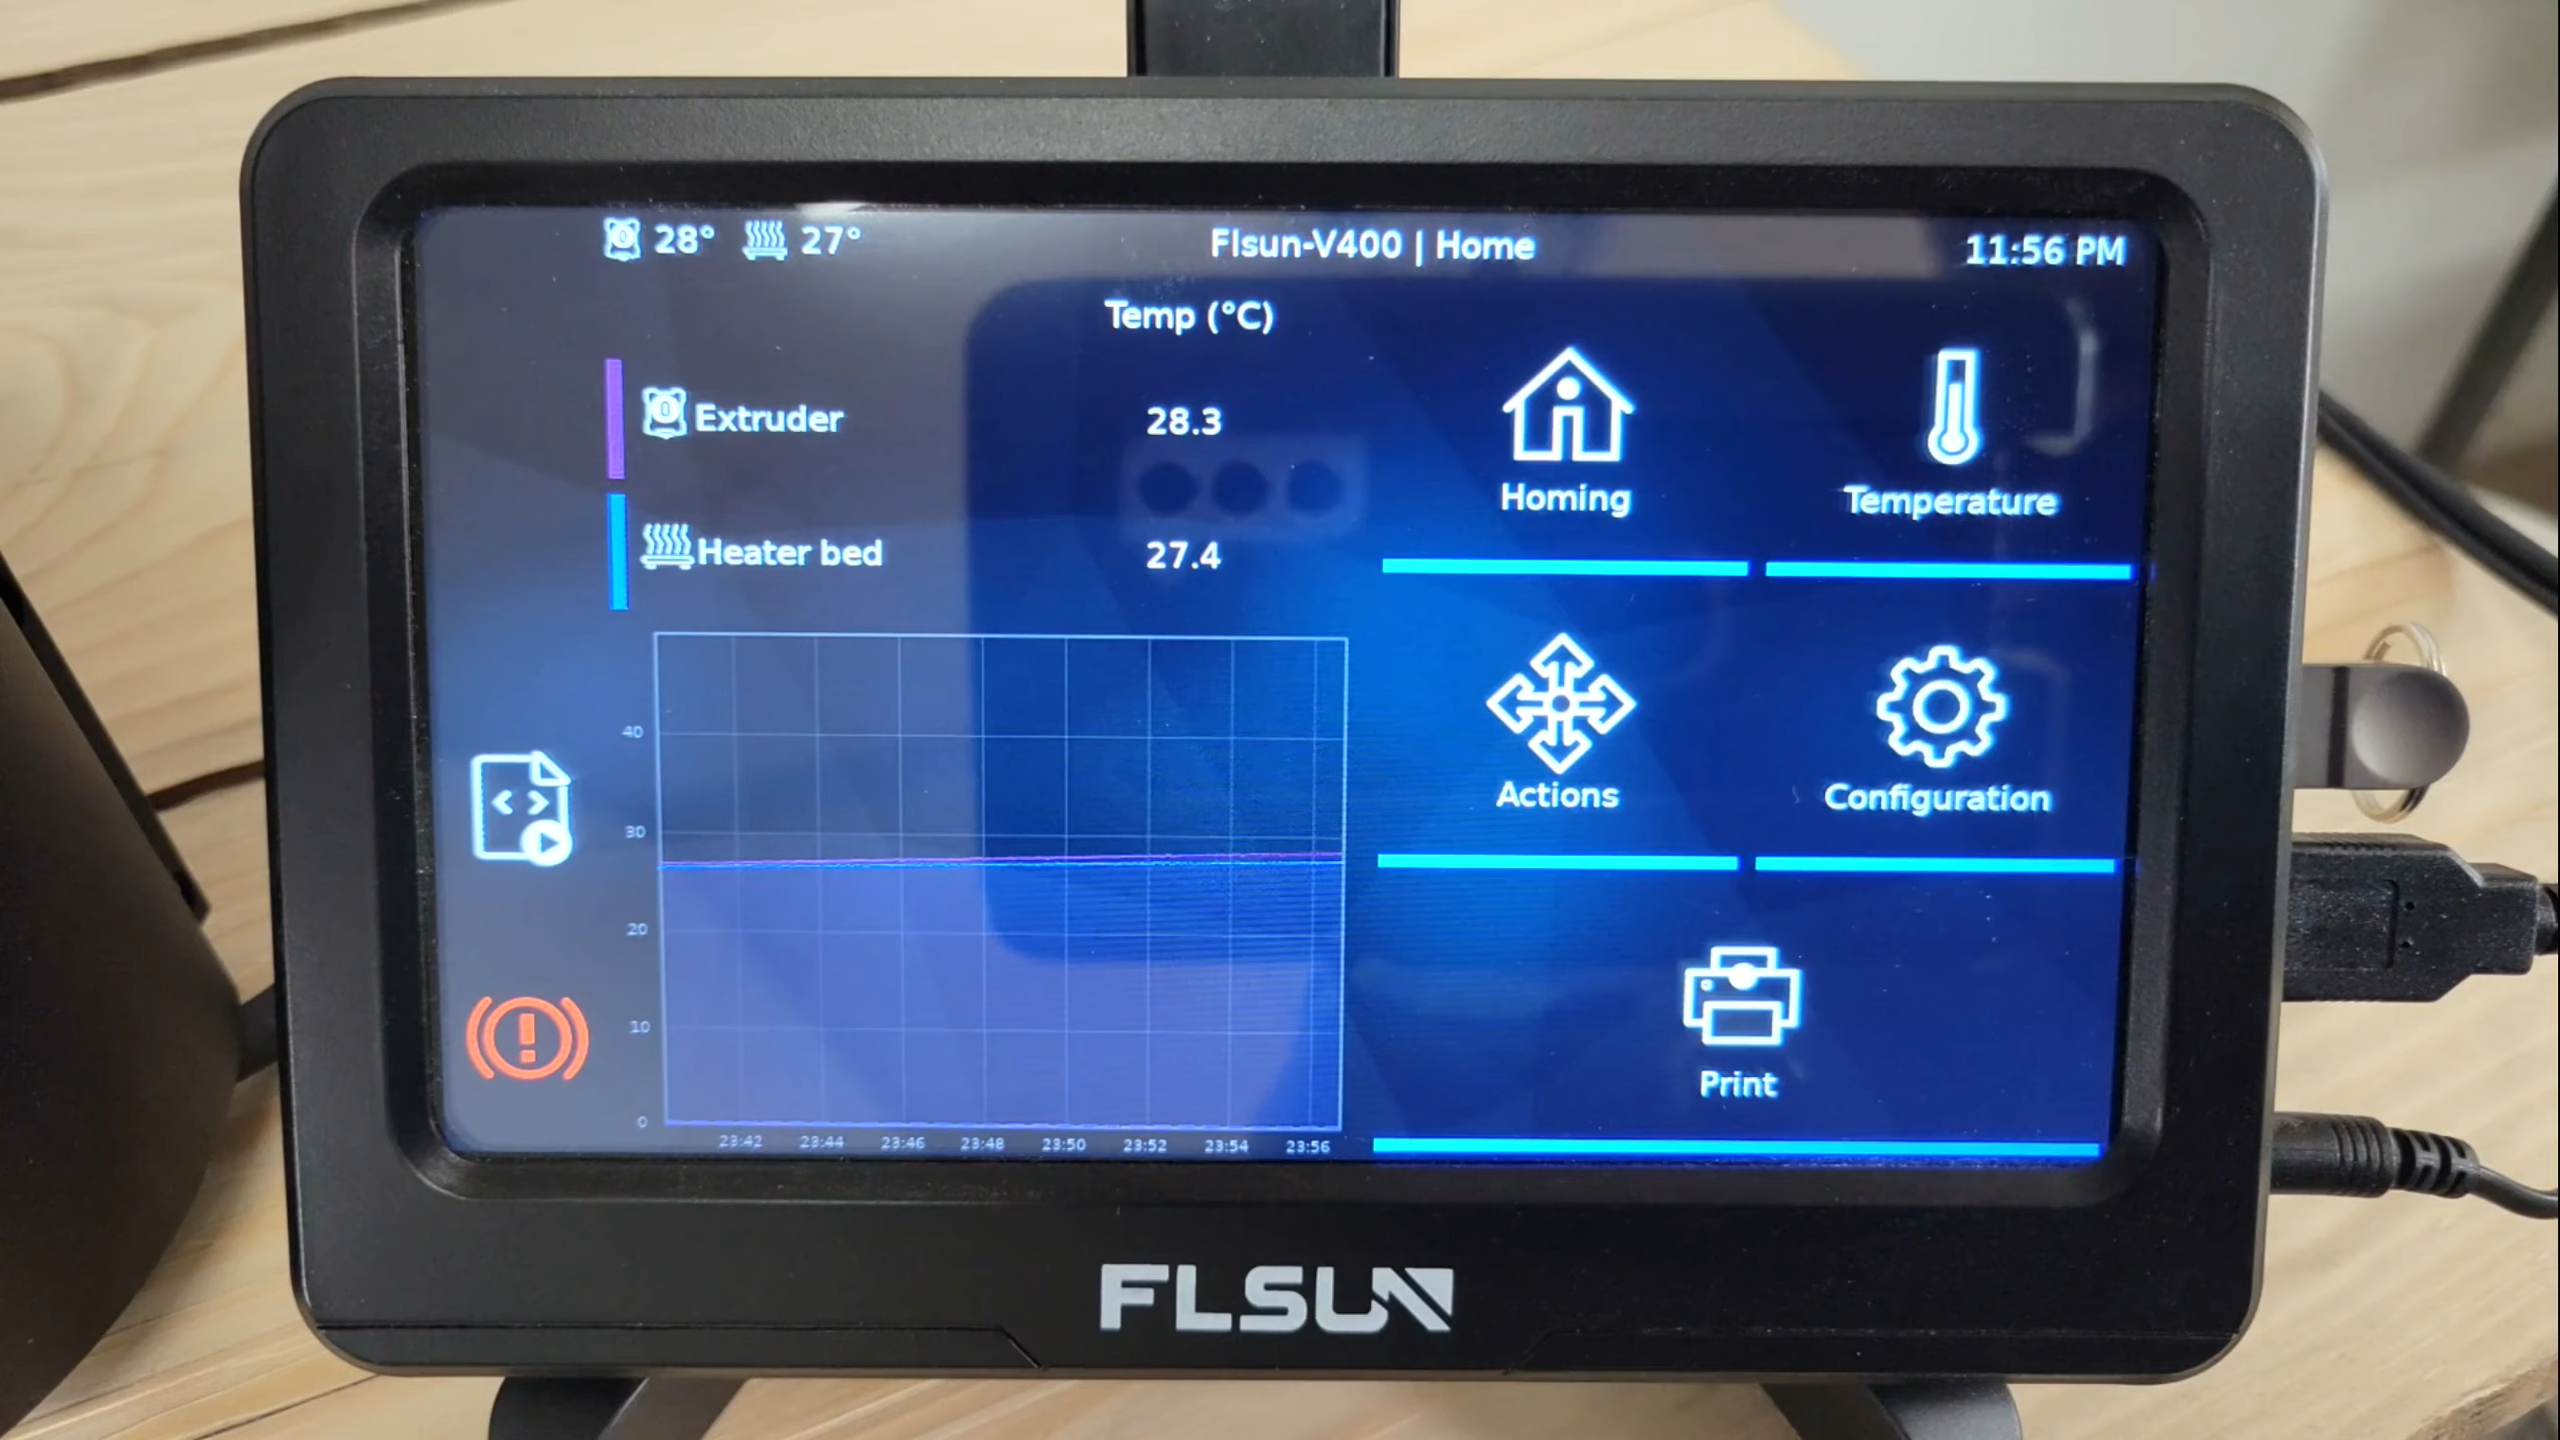 28° 27° Flsun-V400 | Home 11:56 PM
Temp (°C)
Extruder 28.3
Heater bed 27.4
Homing Temperature
40
30
20
10
0
23:42 23:44 23:46 23:48 23:50 23:52 23:54 23:56
Actions Configuration
Print
FLSUN